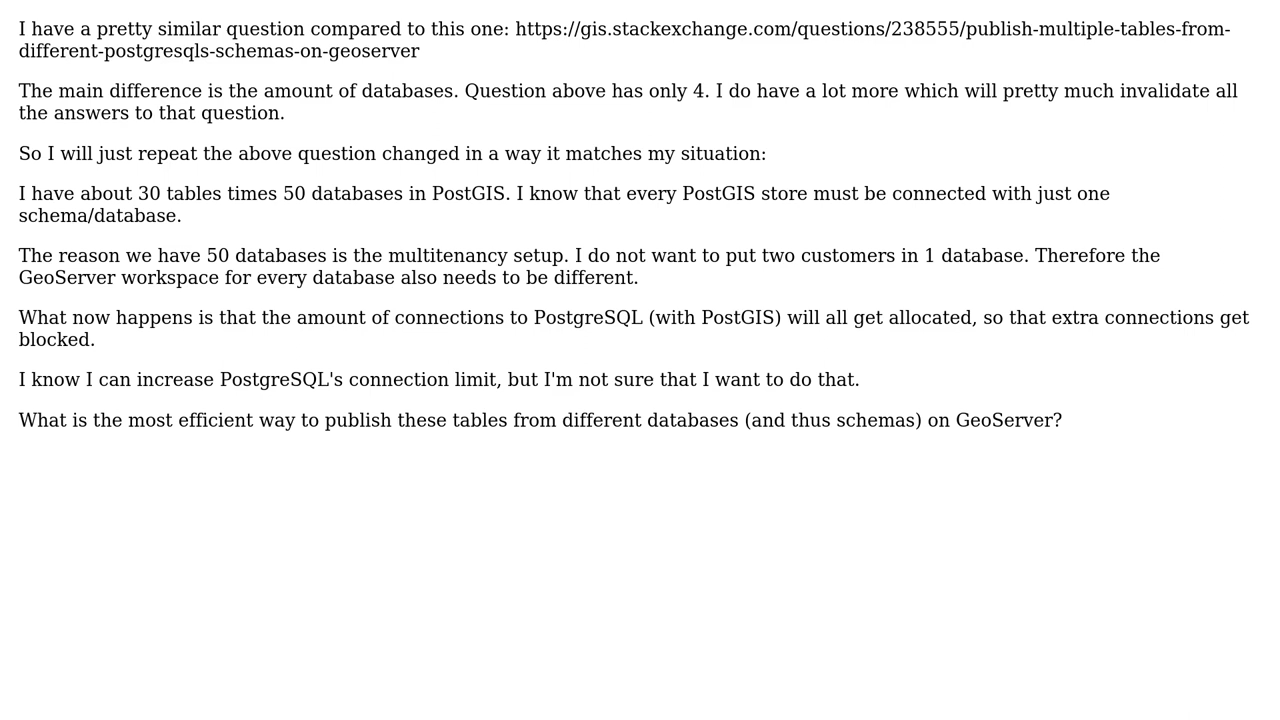 I have a pretty similar question compared to this one: https://gis.stackexchange.com/questions/238555/publish-multiple-tables-from-
different-postgresqls-schemas-on-geoserver
The main difference is the amount of databases. Question above has only 4. I do have a lot more which will pretty much invalidate all
the answers to that question.
So I will just repeat the above question changed in a way it matches my situation:
I have about 30 tables times 50 databases in PostGIS. I know that every PostGIS store must be connected with just one
schema/database.
The reason we have 50 databases is the multitenancy setup. I do not want to put two customers in 1 database. Therefore the
GeoServer workspace for every database also needs to be different.
What now happens is that the amount of connections to PostgreSQL (with PostGIS) will all get allocated, so that extra connections get
blocked.
I know I can increase PostgreSQL's connection limit, but I'm not sure that I want to do that.
What is the most efficient way to publish these tables from different databases (and thus schemas) on GeoServer?